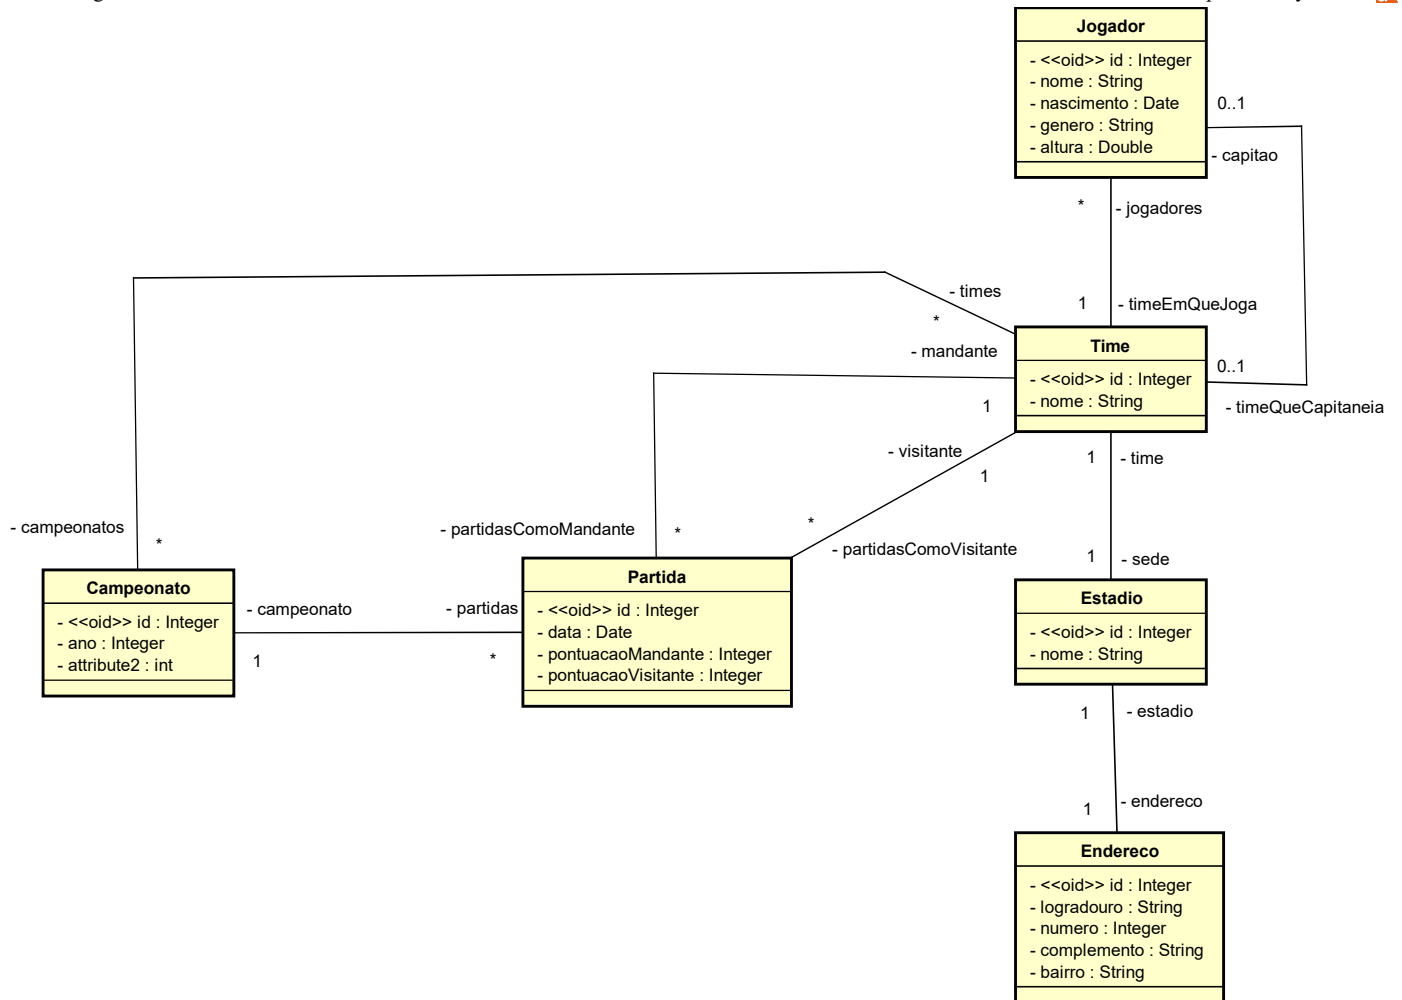 Jogador
- <<oid>> id : Integer
- nome : String
- nascimento : Date
- genero : String
- altura : Double
0..1
- capitao
*
- jogadores
- times
*
1
- timeEmQueJoga
- mandante
Time
- <<oid>> id : Integer
- nome : String
0..1
- timeQueCapitaneia
1
- visitante
1
1
- time
- campeonatos
*
- partidasComoMandante
*
*
- partidasComoVisitante
1
- sede
Campeonato
- <<oid>> id : Integer
- ano : Integer
- attribute2 : int
- campeonato
1
- partidas
*
Partida
- <<oid>> id : Integer
- data : Date
- pontuacaoMandante : Integer
- pontuacaoVisitante : Integer
Estadio
- <<oid>> id : Integer
- nome : String
1
- estadio
1
- endereco
Endereco
- <<oid>> id : Integer
- logradouro : String
- numero : Integer
- complemento : String
- bairro : String